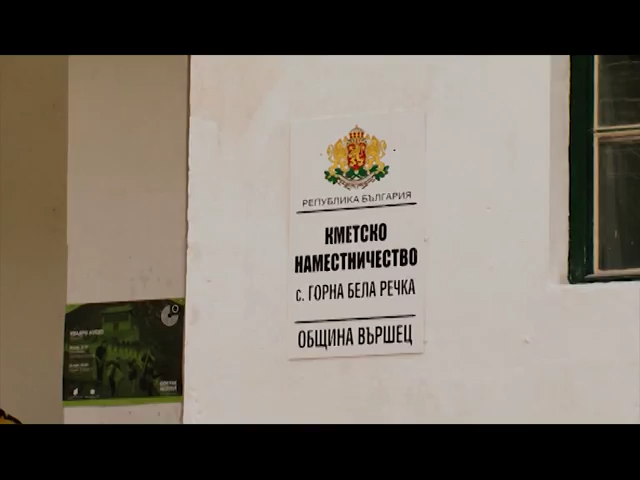 РЕПУБЛИКА БЪЛГАРИЯ
КМЕТСКО
НАМЕСТНИЧЕСТВО
с. ГОРНА БЕЛА РЕЧКА
ОБЩИНА ВЪРШЕЦ